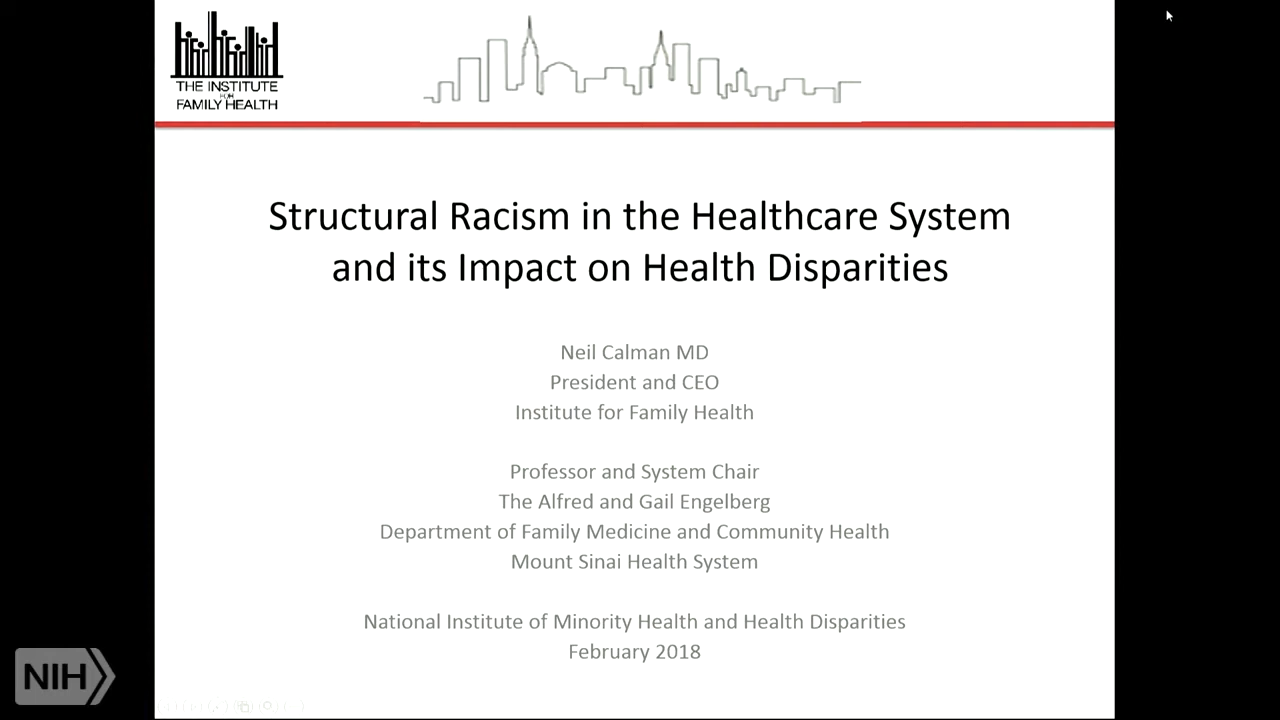 THE INSTITUTE
FOR
FAMILY HEALTH
Structural Racism in the Healthcare System
and its Impact on Health Disparities
Neil Calman MD
President and CEO
Institute for Family Health
Professor and System Chair
The Alfred and Gail Engelberg
Department of Family Medicine and Community Health
Mount Sinai Health System
National Institute of Minority Health and Health Disparities
February 2018
NIH